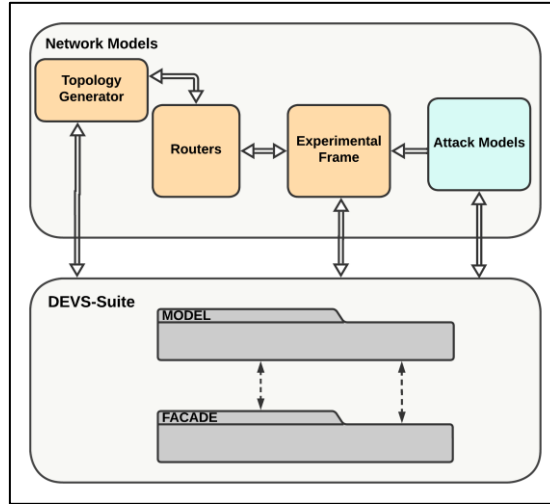 Network Models
Topology
Generator
Routers
Experimental
Frame
Attack Models
DEVS-Suite
MODEL
FACADE